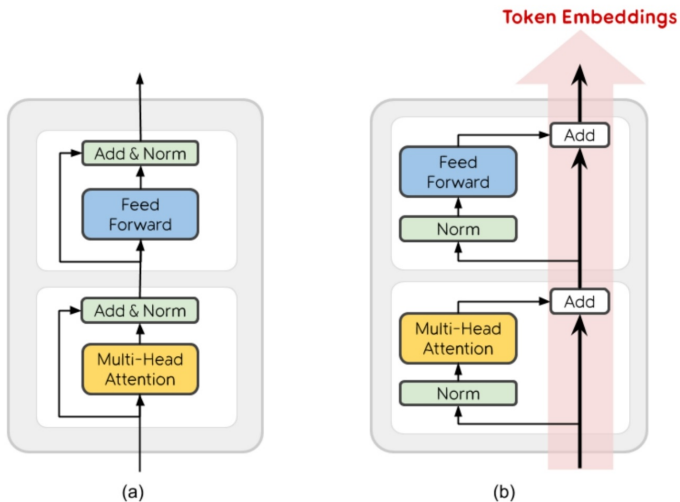 Token Embeddings
Add & Norm
Feed
Forward
Add & Norm
Multi-Head
Attention
(a)
Add
Feed
Forward
Norm
Add
Multi-Head
Attention
Norm
(b)